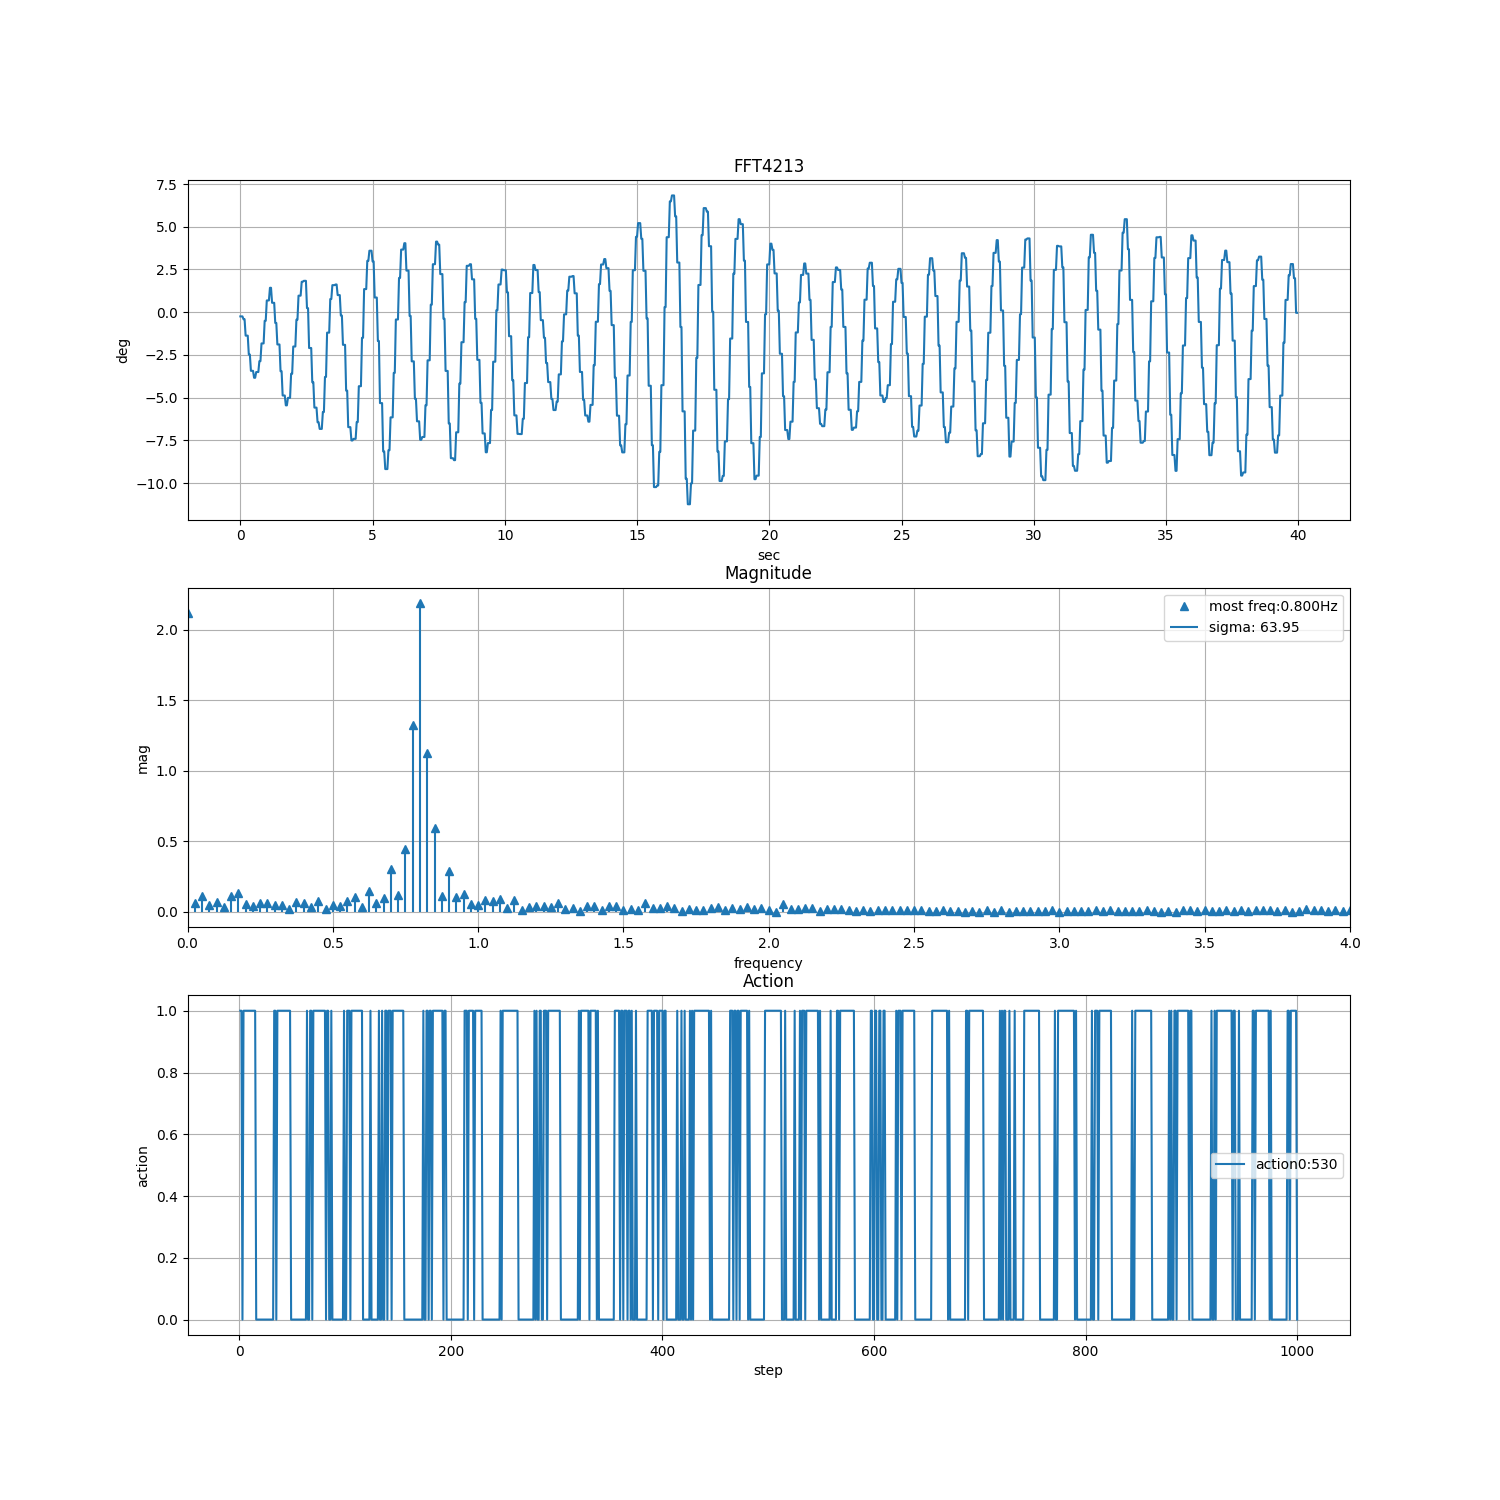 FFT4213
7.5
5.0
2.5
0.0
−2.5
−5.0
−7.5
−10.0
deg
0 5 10 15 20 25 30 35 40
sec
Magnitude
most freq:0.800Hz
sigma: 63.95
2.0
1.5
1.0
0.5
0.0
mag
0.0 0.5 1.0 1.5 2.0 2.5 3.0 3.5 4.0
frequency
Action
1.0
0.8
0.6
0.4
0.2
0.0
action
action0:530
0 200 400 600 800 1000
step